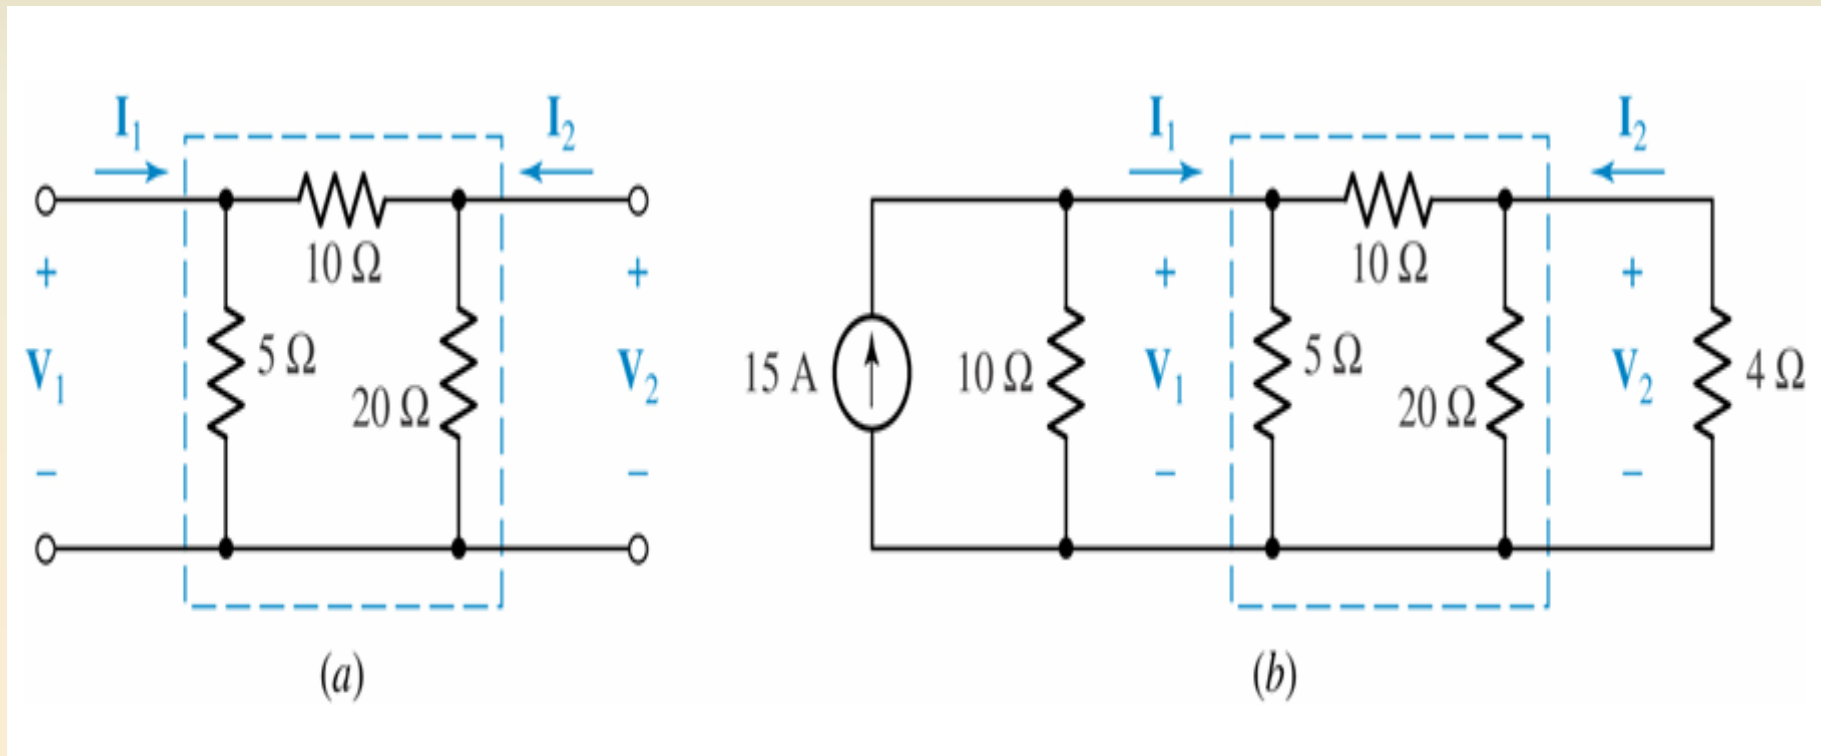 I₁ I₂ I₁ I₂
+ 10 Ω + + 10 Ω +
V₁ 5 Ω 20 Ω V₂ 15 A 10 Ω V₁ 5 Ω 20 Ω V₂ 4 Ω
− − − −
(a) (b)